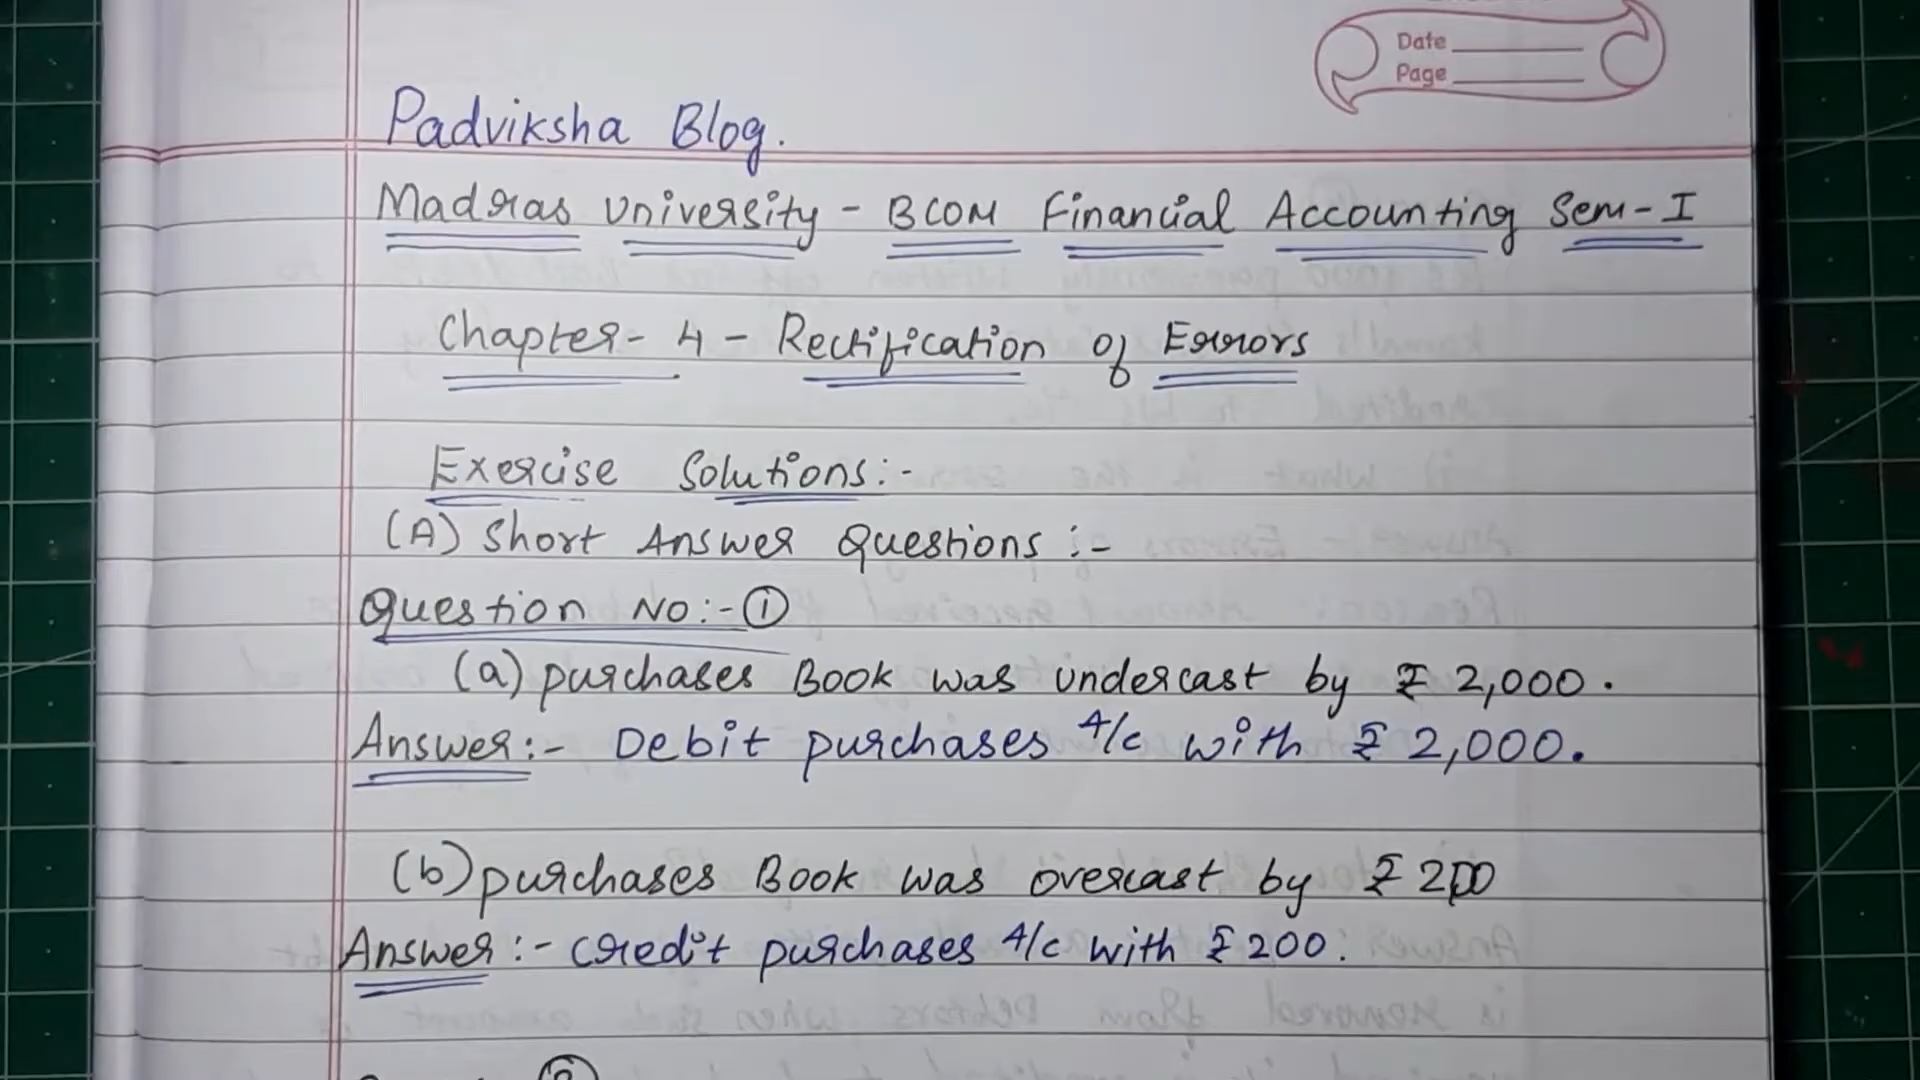 Date
Page
Padviksha Blog.
Madras University - BCOM Financial Accounting Sem-I
Chapter- 4 - Rectification of Errors
Exercise Solutions:-
(A) Short Answer Questions :-
Question No:- ①
(a) purchases Book was undercast by ₹ 2,000.
Answer:- Debit purchases A/c with ₹ 2,000.
(b) purchases Book was overcast by ₹ 200
Answer:- credit purchases A/c with ₹ 200.